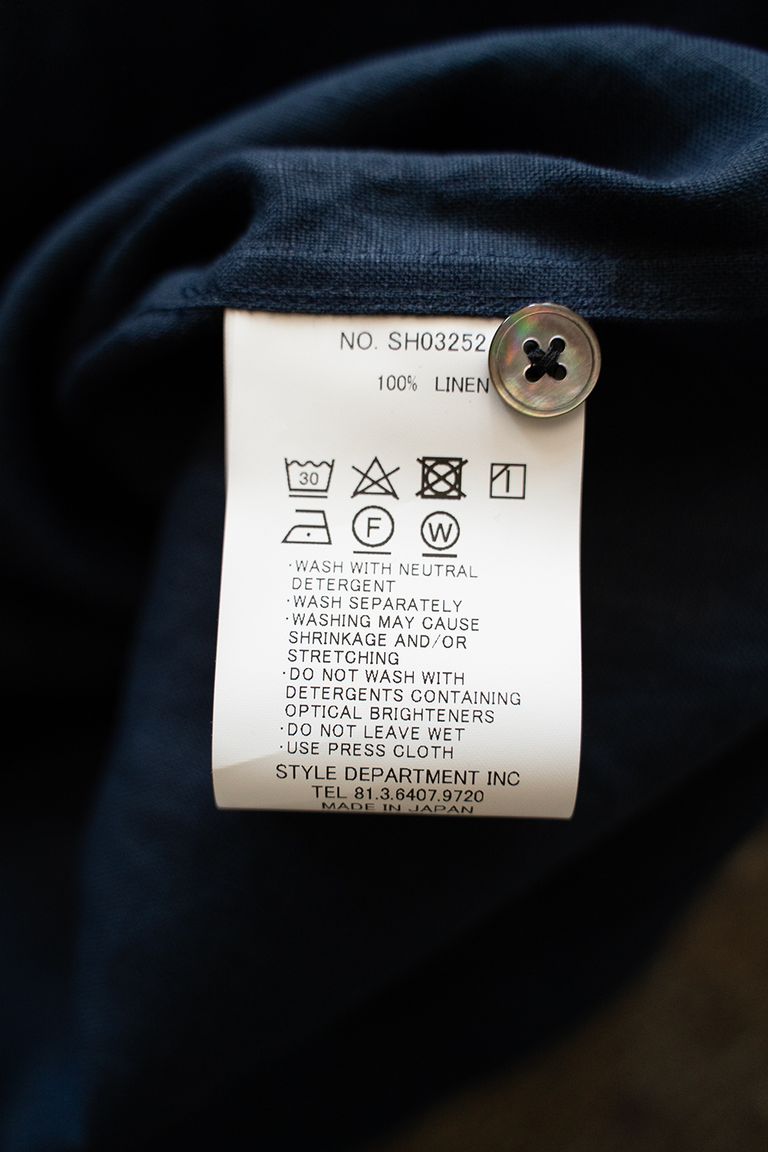 NO. SH03252
100% LINEN
30
F W
·WASH WITH NEUTRAL
DETERGENT
·WASH SEPARATELY
·WASHING MAY CAUSE
SHRINKAGE AND/OR
STRETCHING
·DO NOT WASH WITH
DETERGENTS CONTAINING
OPTICAL BRIGHTENERS
·DO NOT LEAVE WET
·USE PRESS CLOTH
STYLE DEPARTMENT INC
TEL 81.3.6407.9720
MADE IN JAPAN